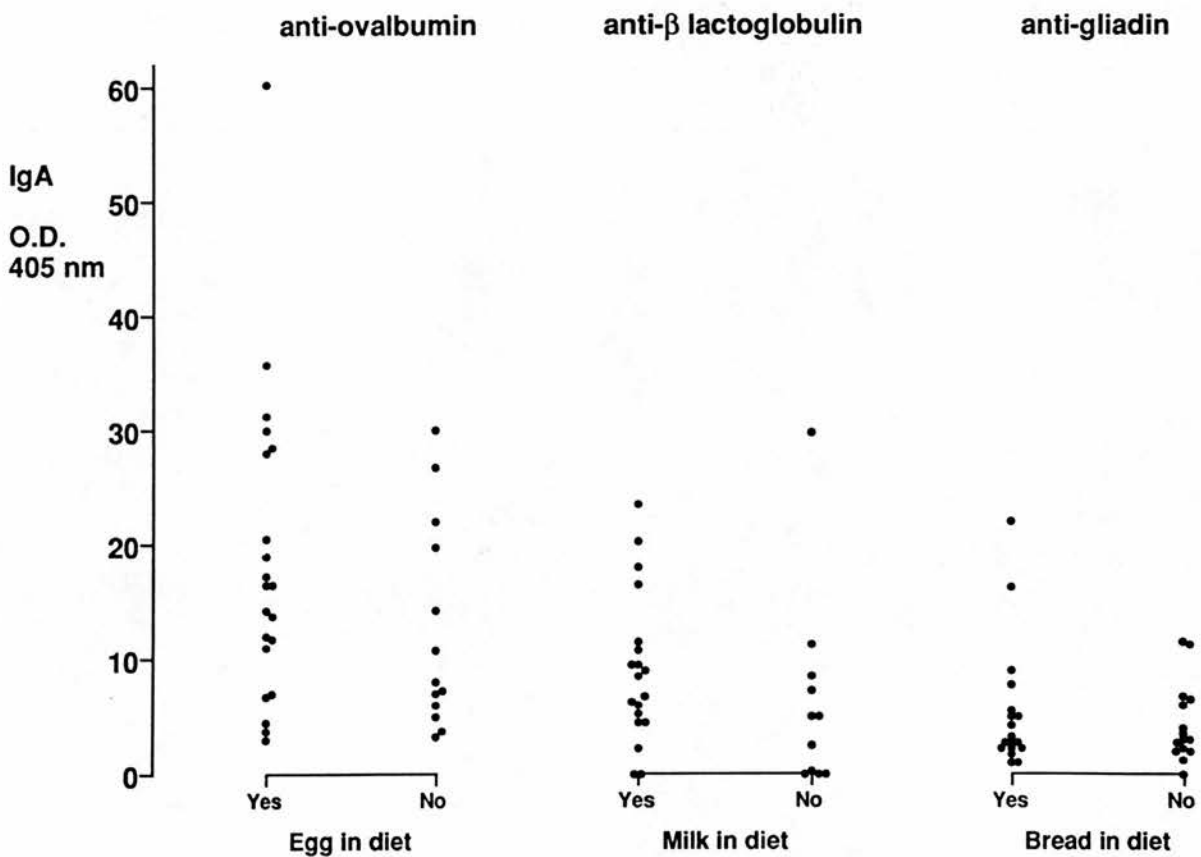 anti-ovalbumin
anti-β lactoglobulin
anti-gliadin
IgA
O.D.
405 nm
60
50
40
30
20
10
0
Yes
No
Yes
No
Yes
No
Egg in diet
Milk in diet
Bread in diet